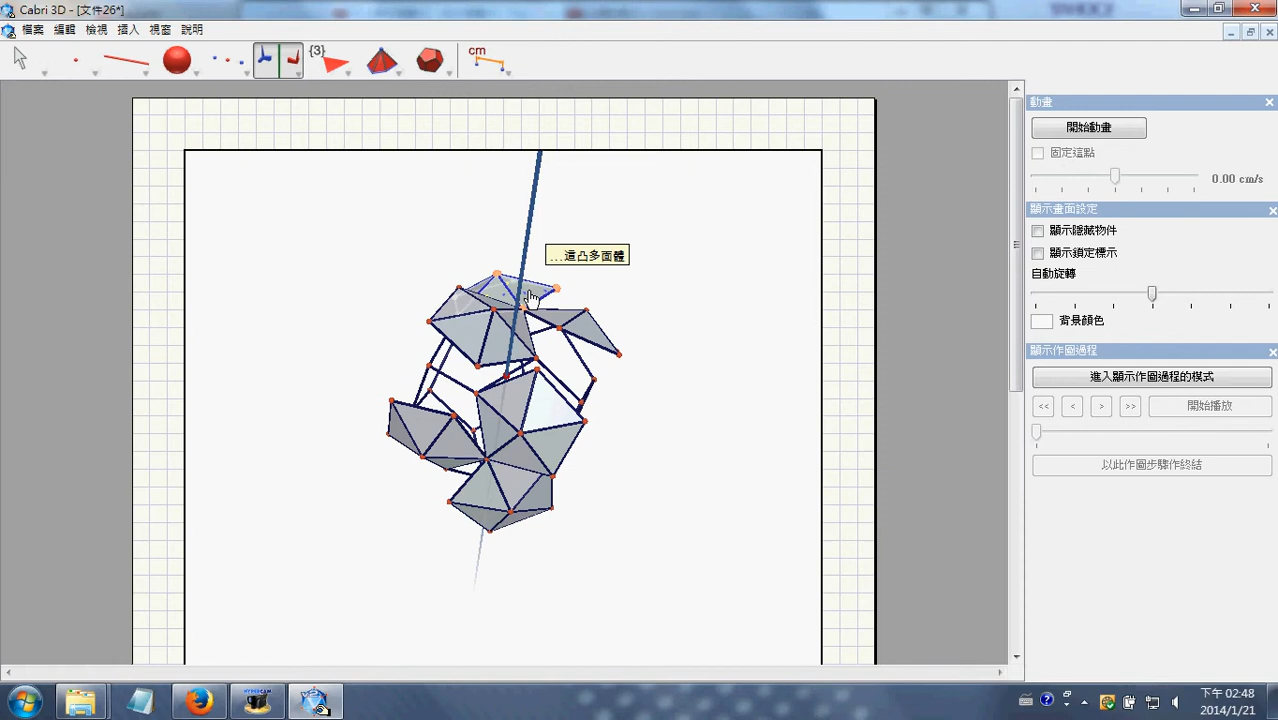 Cabri 3D - [文件26*]
檔案 編輯 檢視 插入 視窗 說明
{3}
cm
動畫
開始動畫
固定這點
0.00 cm/s
顯示畫面設定
顯示隱藏物件
顯示鎖定標示
自動旋轉
背景顏色
顯示作圖過程
進入顯示作圖過程的模式
<< < > >> 開始播放
以此作圖步驟作終結
...這凸多面體
HYPERCAM
下午 02:48
2014/1/21